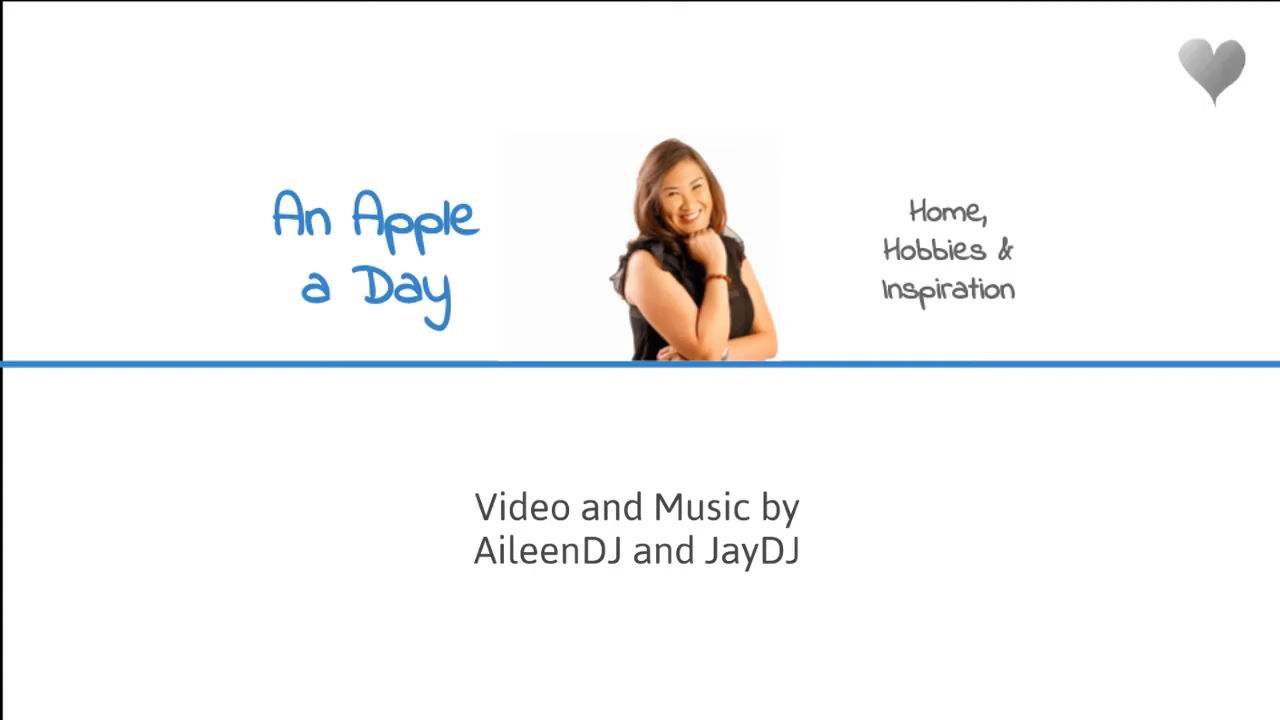 An Apple
a Day
Home,
Hobbies &
Inspiration
Video and Music by
AileenDJ and JayDJ